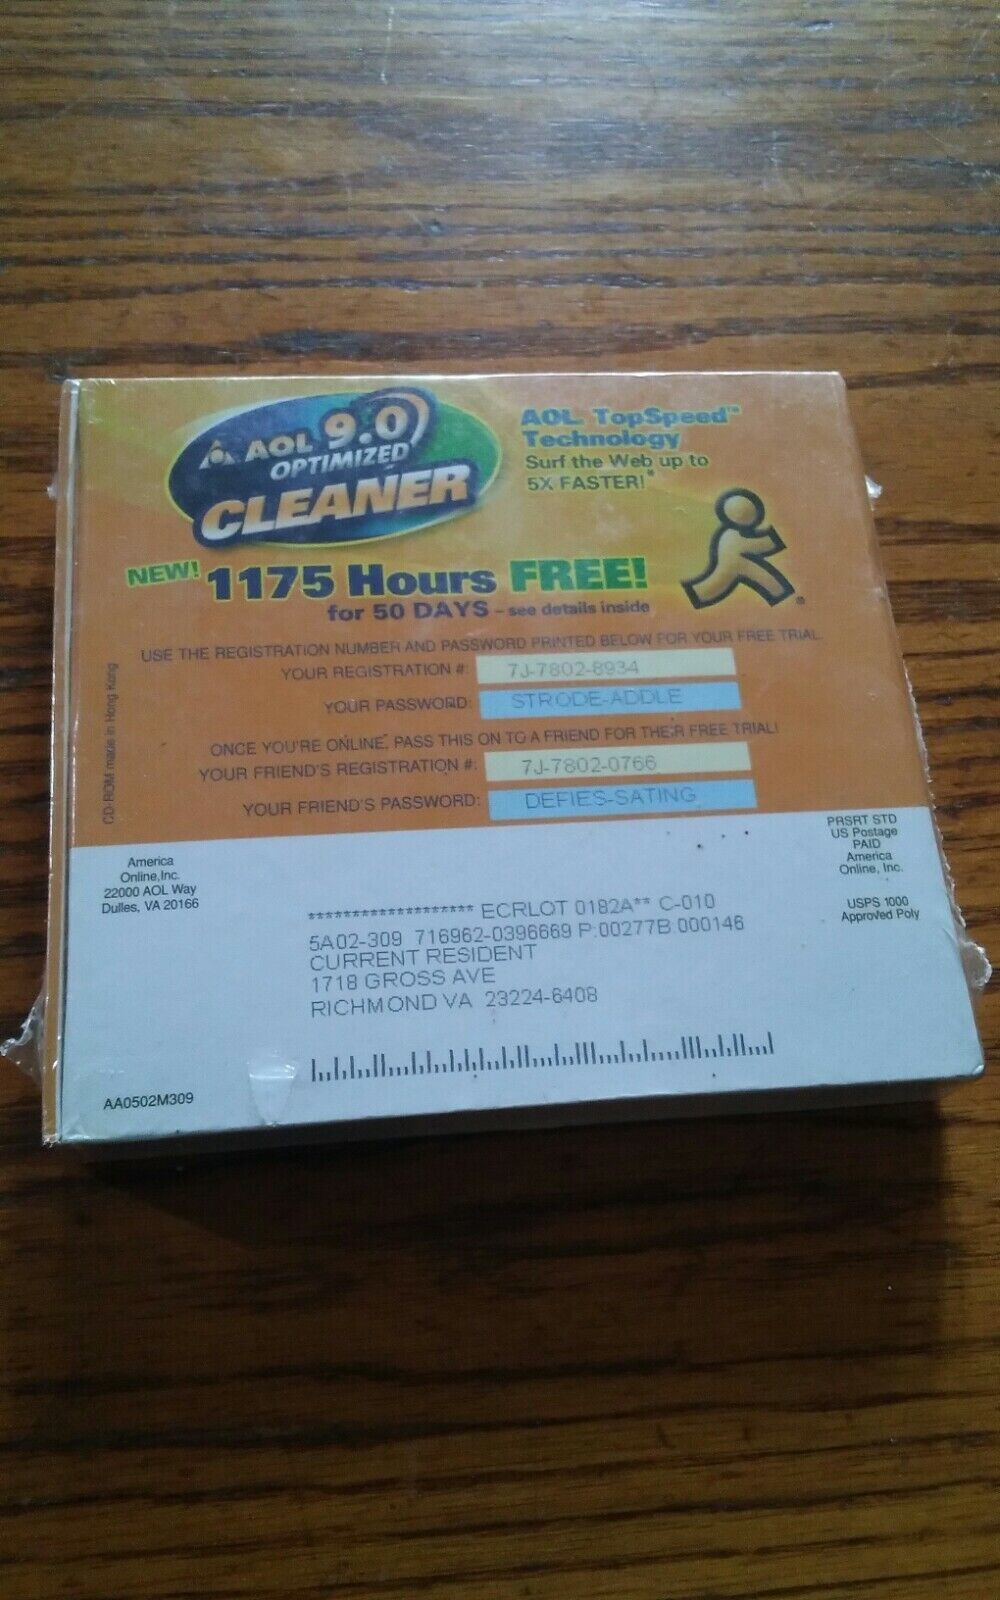 AOL 9.0
OPTIMIZED
CLEANER
AOL TopSpeed™
Technology
Surf the Web up to
5X FASTER!*
NEW! 1175 Hours FREE!
for 50 DAYS – see details inside
USE THE REGISTRATION NUMBER AND PASSWORD PRINTED BELOW FOR YOUR FREE TRIAL.
YOUR REGISTRATION #: 7J-7802-8934
YOUR PASSWORD: STRODE-ADDLE
ONCE YOU'RE ONLINE, PASS THIS ON TO A FRIEND FOR THEIR FREE TRIAL!
YOUR FRIEND'S REGISTRATION #: 7J-7802-0766
YOUR FRIEND'S PASSWORD: DEFIES-SATING
CD-ROM made in Hong Kong
America
Online, Inc.
22000 AOL Way
Dulles, VA 20166
PRSRT STD
US Postage
PAID
America
Online, Inc.
USPS 1000
Approved Poly
******************* ECRLOT 0182A** C-010
5A02-309 716962-0396669 P:00277B:000146
CURRENT RESIDENT
1718 GROSS AVE
RICHMOND VA 23224-6408
AA0502M309